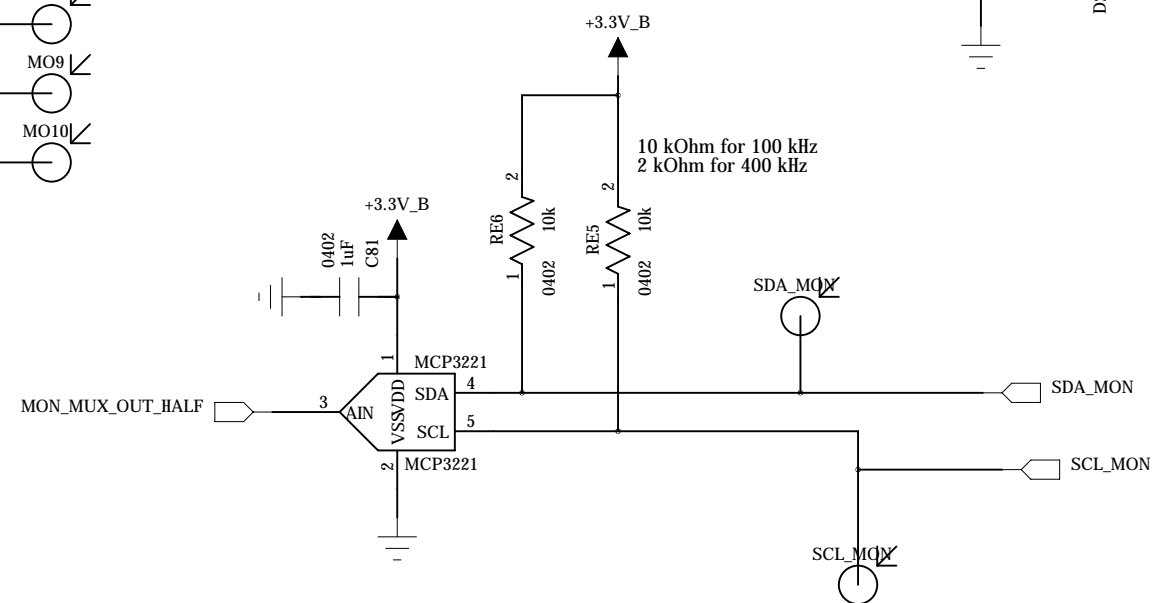 +3.3V_B
MO9
MO10
10 kOhm for 100 kHz
2 kOhm for 400 kHz
2
RE6
10k
1
0402
2
RE5
10k
1
0402
+3.3V_B
0402
1uF
C81
SDA_MON
1
MCP3221
MON_MUX_OUT_HALF
3
AIN
VDD
VSS
SDA
4
SCL
5
SDA_MON
2
MCP3221
SCL_MON
SCL_MON